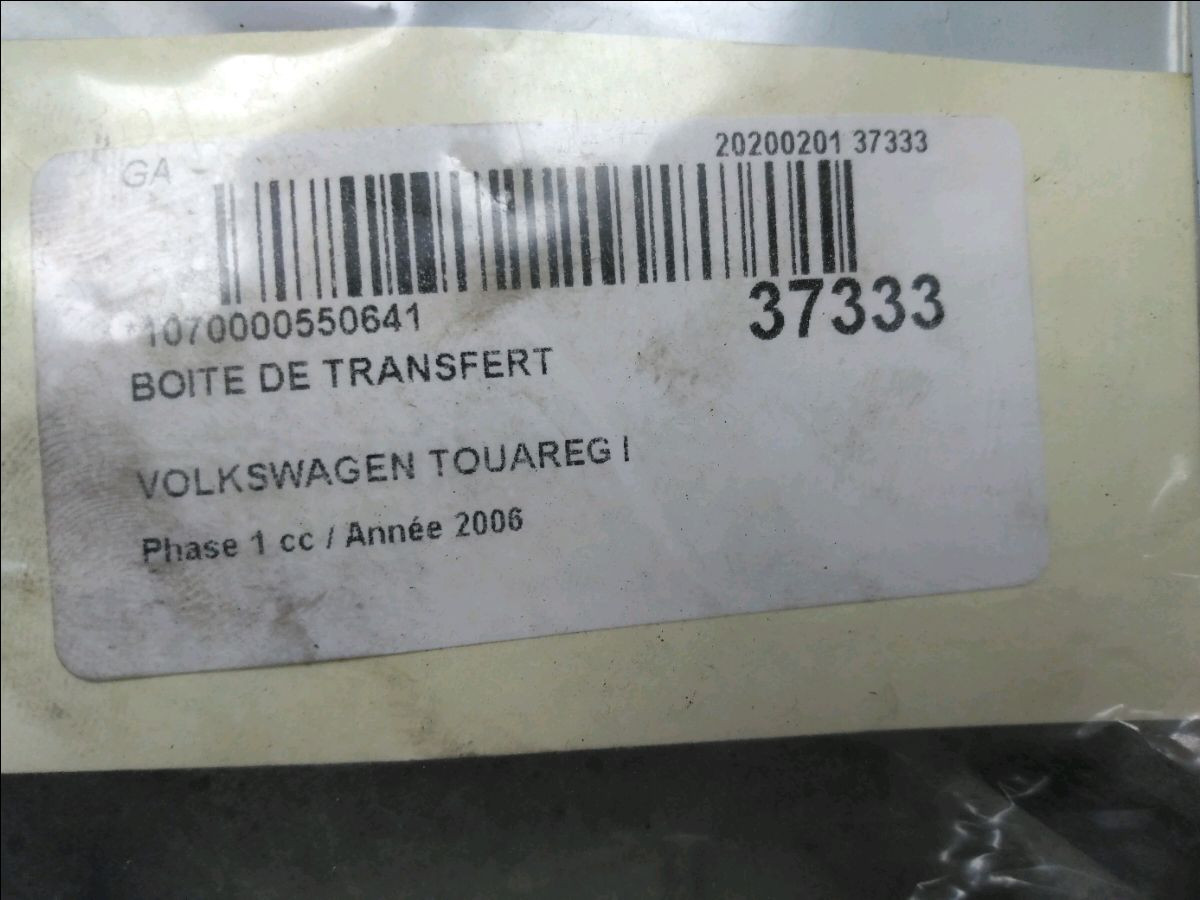 GA -
20200201 37333
*1070000550641
37333
BOITE DE TRANSFERT
VOLKSWAGEN TOUAREG I
Phase 1 cc / Année 2006